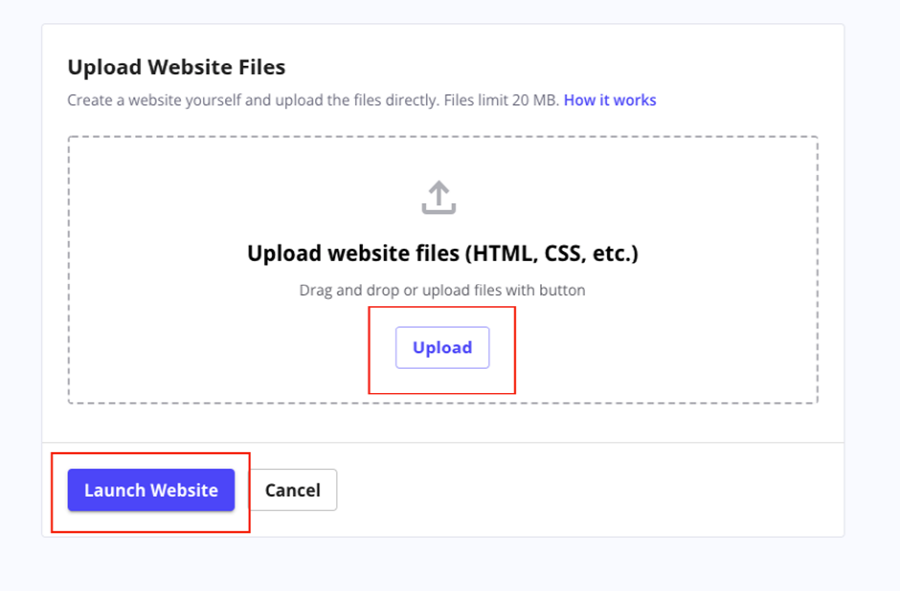 Upload Website Files
Create a website yourself and upload the files directly. Files limit 20 MB. How it works
Upload website files (HTML, CSS, etc.)
Drag and drop or upload files with button
Upload
Launch Website Cancel